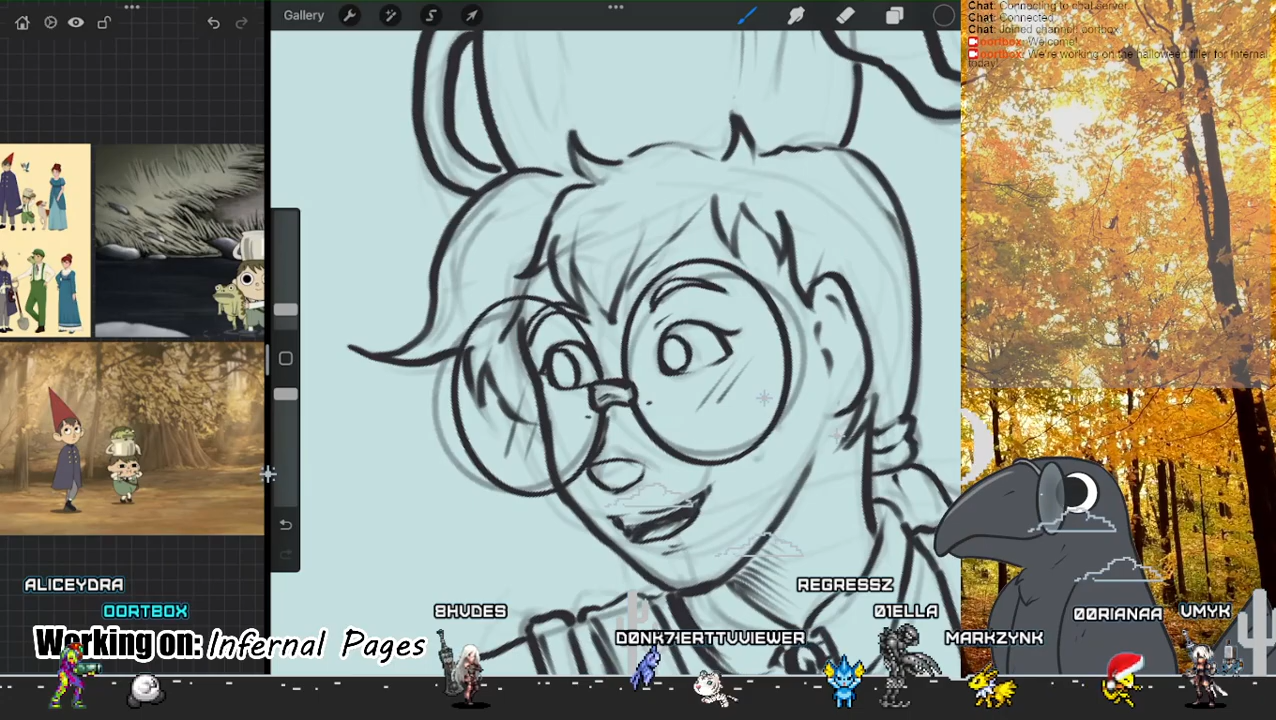 Gallery
Chat: Connecting to chat server
Chat: Connected
Chat: Joined channel: oortbox
oortbox: Welcome!
oortbox: We're working on the halloween filler for Infernal
today!
ALICEYDRA
OORTBOX
8HVDES
REGRESSZ
01ELLA
D0NK7IERTTVVIEWER
MARKZYNK
00RIANAA
VMYK
Working on: Infernal Pages